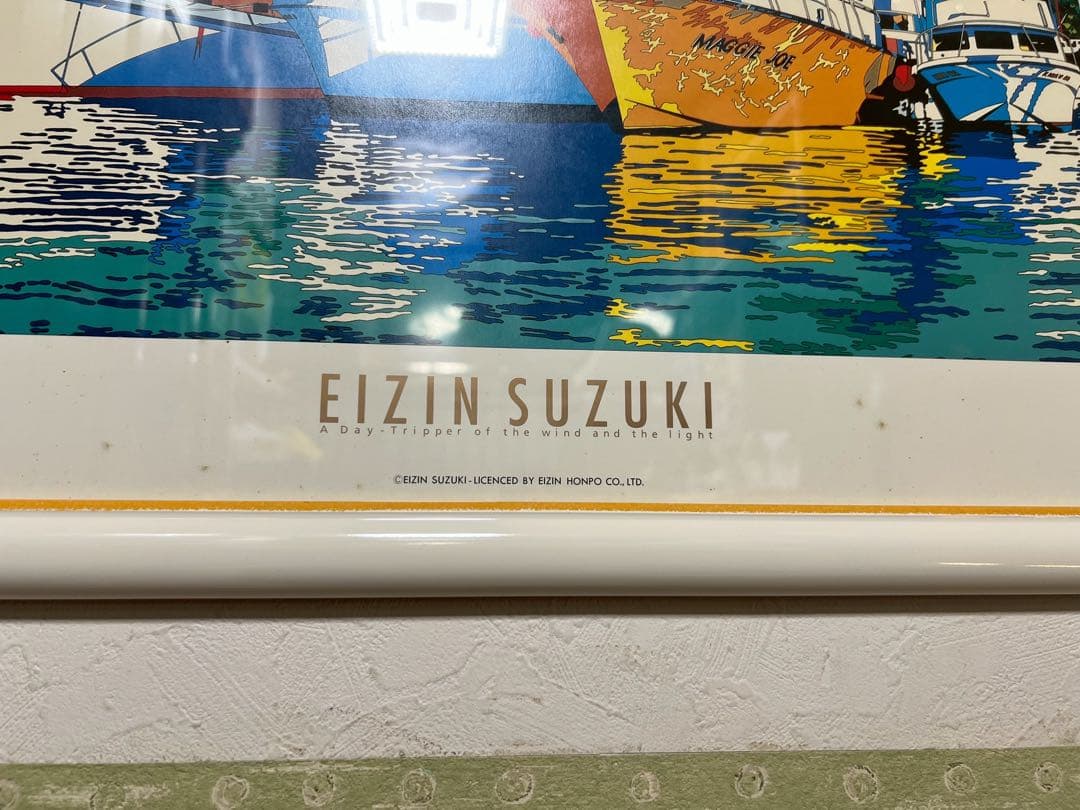 MAGGIE JOE
EIZIN SUZUKI
A Day-Tripper of the wind and the light
©EIZIN SUZUKI-LICENCED BY EIZIN HONPO CO., LTD.